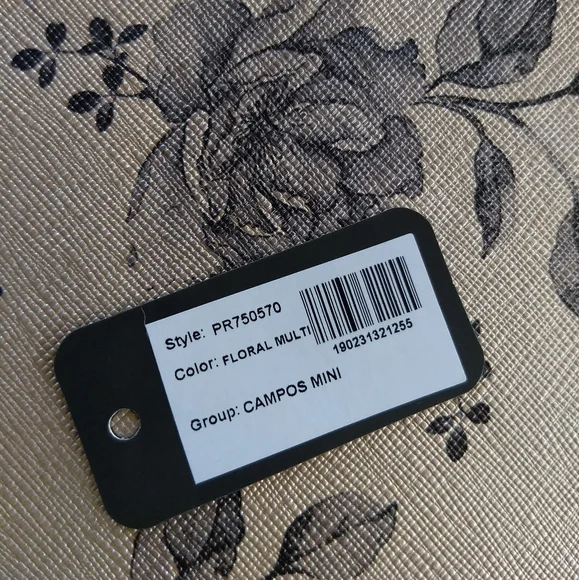 Style: PR750570
Color: FLORAL MULTI
190231321255
Group: CAMPOS MINI